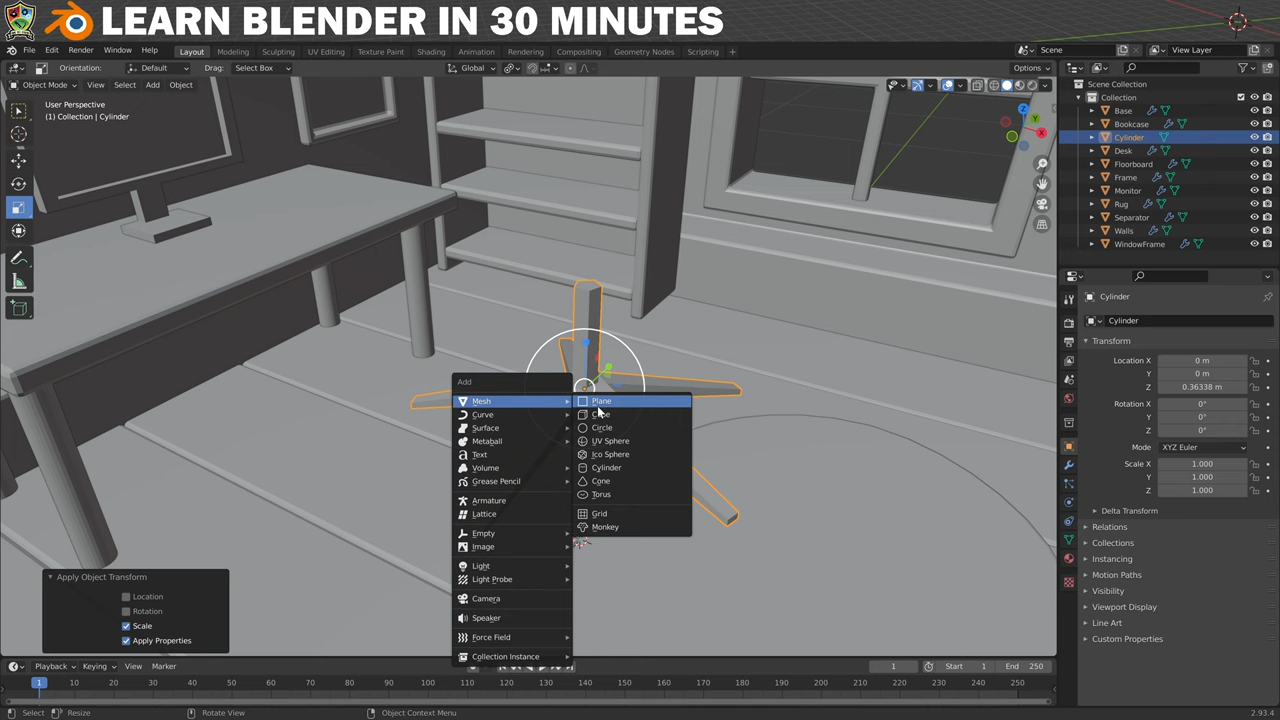 LEARN BLENDER IN 30 MINUTES
File Edit Render Window Help
Layout Modeling Sculpting UV Editing Texture Paint Shading Animation Rendering Compositing Geometry Nodes Scripting +
Scene
View Layer
Orientation: Default Drag: Select Box
Global
Options
Object Mode View Select Add Object
User Perspective
(1) Collection | Cylinder
Scene Collection
Collection
Base
Bookcase
Cylinder
Desk
Floorboard
Frame
Monitor
Rug
Separator
Walls
WindowFrame
Z
Y
X
Cylinder
Cylinder
Transform
Location X 0 m
Y 0 m
Z 0.36338 m
Rotation X 0°
Y 0°
Z 0°
Mode XYZ Euler
Scale X 1.000
Y 1.000
Z 1.000
Delta Transform
Relations
Collections
Instancing
Motion Paths
Visibility
Viewport Display
Line Art
Custom Properties
Add
Mesh
Curve
Surface
Metaball
Text
Volume
Grease Pencil
Armature
Lattice
Empty
Image
Light
Light Probe
Camera
Speaker
Force Field
Collection Instance
Plane
Circle
UV Sphere
Ico Sphere
Cylinder
Cone
Torus
Grid
Monkey
Apply Object Transform
Location
Rotation
Scale
Apply Properties
Playback Keying View Marker
1 Start 1 End 250
1 10 20 30 40 50 60 70 80 90 100 110 120 130 140 150 160 170 180 190 200 210 220 230 240 250
Select Resize Rotate View Object Context Menu 2.93.4